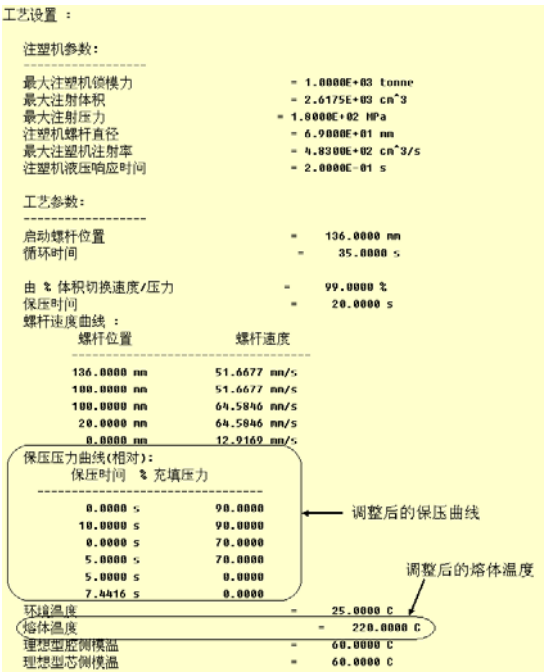 工艺设置 :
注塑机参数:
------------------
最大注塑机锁模力 = 1.0000E+03 tonne
最大注射体积 = 2.6175E+03 cm^3
最大注射压力 = 1.8000E+02 MPa
注塑机螺杆直径 = 6.9000E+01 mm
最大注塑机注射率 = 4.8300E+02 cm^3/s
注塑机液压响应时间 = 2.0000E-01 s
工艺参数:
------------------
启动螺杆位置 = 136.0000 mm
循环时间 = 35.0000 s
由 % 体积切换速度/压力 = 99.0000 %
保压时间 = 20.0000 s
螺杆速度曲线 :
螺杆位置 螺杆速度
-----------------------------------
136.0000 mm 51.6677 mm/s
100.0000 mm 51.6677 mm/s
100.0000 mm 64.5846 mm/s
20.0000 mm 64.5846 mm/s
0.0000 mm 12.9169 mm/s
保压压力曲线(相对):
保压时间 % 充填压力
---------------------------------
0.0000 s 90.0000
10.0000 s 90.0000
0.0000 s 70.0000
5.0000 s 70.0000
5.0000 s 0.0000
7.4416 s 0.0000
调整后的保压曲线
调整后的熔体温度
环境温度 = 25.0000 C
熔体温度 = 220.0000 C
理想型腔侧模温 = 60.0000 C
理想型芯侧模温 = 60.0000 C